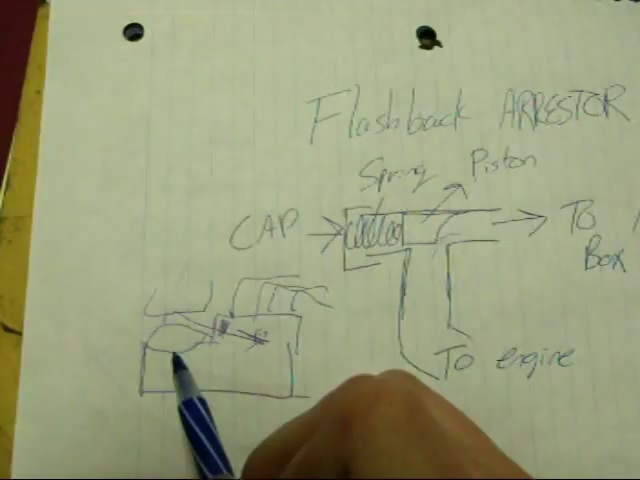 Flashback ARRESTOR
Spring Piston
CAP
TO
Box
To engine